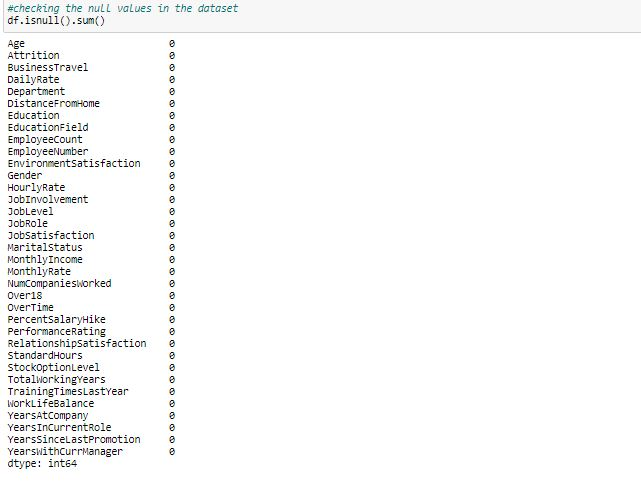 #checking the null values in the dataset
df.isnull().sum()
Age 0
Attrition 0
BusinessTravel 0
DailyRate 0
Department 0
DistanceFromHome 0
Education 0
EducationField 0
EmployeeCount 0
EmployeeNumber 0
EnvironmentSatisfaction 0
Gender 0
HourlyRate 0
JobInvolvement 0
JobLevel 0
JobRole 0
JobSatisfaction 0
MaritalStatus 0
MonthlyIncome 0
MonthlyRate 0
NumCompaniesWorked 0
Over18 0
OverTime 0
PercentSalaryHike 0
PerformanceRating 0
RelationshipSatisfaction 0
StandardHours 0
StockOptionLevel 0
TotalWorkingYears 0
TrainingTimesLastYear 0
WorkLifeBalance 0
YearsAtCompany 0
YearsInCurrentRole 0
YearsSinceLastPromotion 0
YearsWithCurrManager 0
dtype: int64